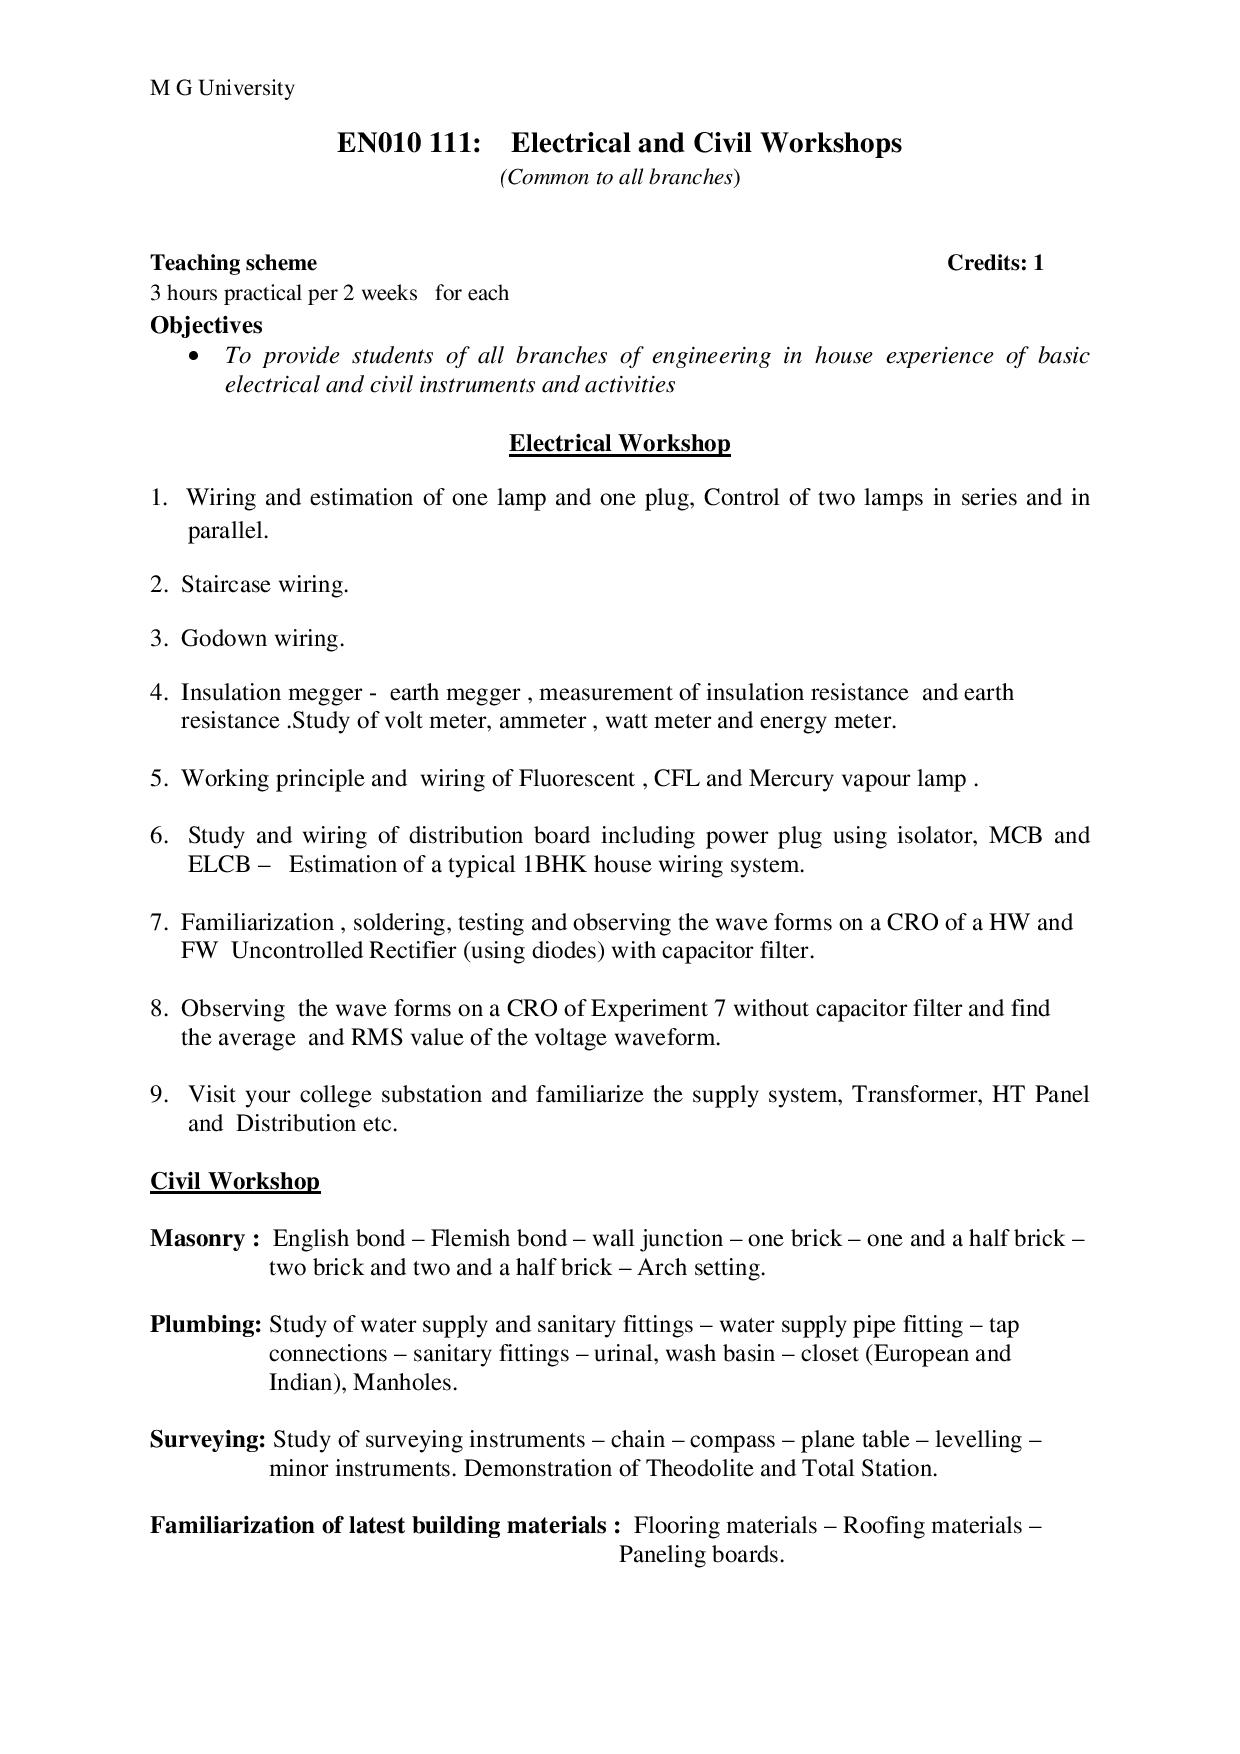 M G University
EN010 111: Electrical and Civil Workshops
(Common to all branches)
Teaching scheme Credits: 1
3 hours practical per 2 weeks for each
Objectives
• To provide students of all branches of engineering in house experience of basic
electrical and civil instruments and activities
Electrical Workshop
1. Wiring and estimation of one lamp and one plug, Control of two lamps in series and in
parallel.
2. Staircase wiring.
3. Godown wiring.
4. Insulation megger - earth megger , measurement of insulation resistance and earth
resistance .Study of volt meter, ammeter , watt meter and energy meter.
5. Working principle and wiring of Fluorescent , CFL and Mercury vapour lamp .
6. Study and wiring of distribution board including power plug using isolator, MCB and
ELCB – Estimation of a typical 1BHK house wiring system.
7. Familiarization , soldering, testing and observing the wave forms on a CRO of a HW and
FW Uncontrolled Rectifier (using diodes) with capacitor filter.
8. Observing the wave forms on a CRO of Experiment 7 without capacitor filter and find
the average and RMS value of the voltage waveform.
9. Visit your college substation and familiarize the supply system, Transformer, HT Panel
and Distribution etc.
Civil Workshop
Masonry : English bond – Flemish bond – wall junction – one brick – one and a half brick –
two brick and two and a half brick – Arch setting.
Plumbing: Study of water supply and sanitary fittings – water supply pipe fitting – tap
connections – sanitary fittings – urinal, wash basin – closet (European and
Indian), Manholes.
Surveying: Study of surveying instruments – chain – compass – plane table – levelling –
minor instruments. Demonstration of Theodolite and Total Station.
Familiarization of latest building materials : Flooring materials – Roofing materials –
Paneling boards.